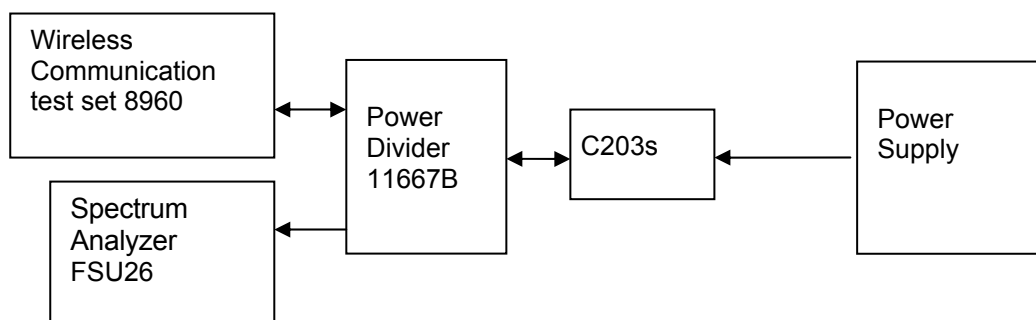 Wireless
Communication
test set 8960
Power
Divider
11667B
C203s
Power
Supply
Spectrum
Analyzer
FSU26